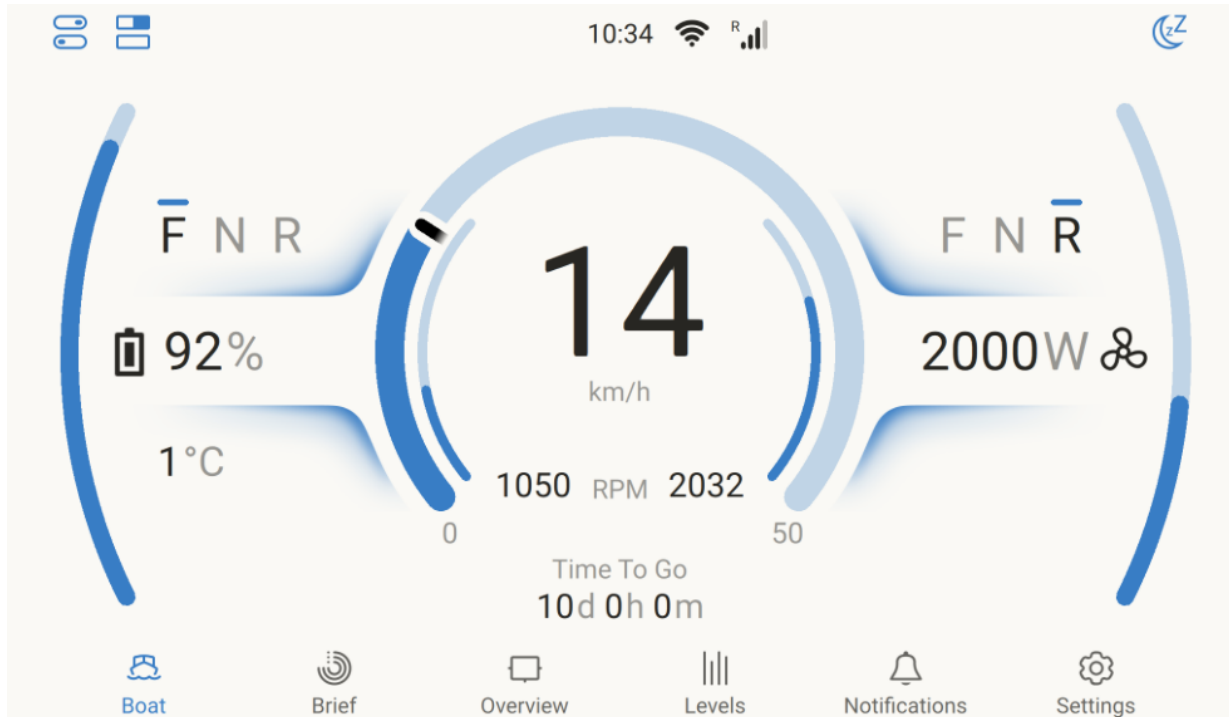 10:34 R
zZ
F N R
F N R
14
km/h
92%
2000W
1°C
1050 RPM 2032
0 50
Time To Go
10d 0h 0m
Boat Brief Overview Levels Notifications Settings